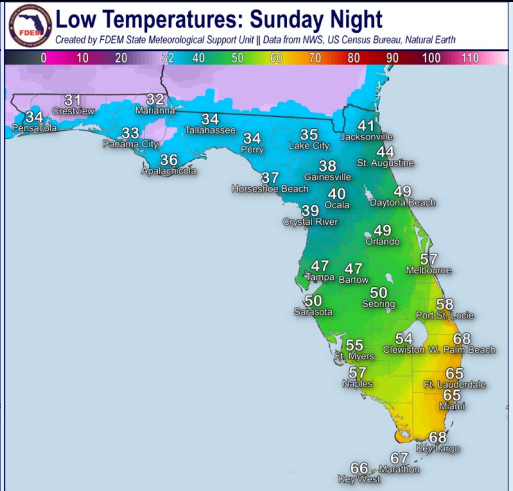 FDEM
Low Temperatures: Sunday Night
Created by FDEM State Meteorological Support Unit || Data from NWS, US Census Bureau, Natural Earth
0 10 20 32 40 50 60 70 80 90 100 110
31
Crestview
32
Marianna
34
Pensacola
34
Tallahassee
33
Panama City
34
Perry
35
Lake City
41
Jacksonville
36
Apalachicola
44
St. Augustine
38
Gainesville
37
Horseshoe Beach
40
Ocala
49
Daytona Beach
39
Crystal River
49
Orlando
47
Tampa
47
Bartow
57
Melbourne
50
Sarasota
50
Sebring
58
Port St. Lucie
55
Ft. Myers
54
Clewiston
68
W. Palm Beach
57
Naples
65
Ft. Lauderdale
65
Miami
68
Key Largo
67
Marathon
66
Key West